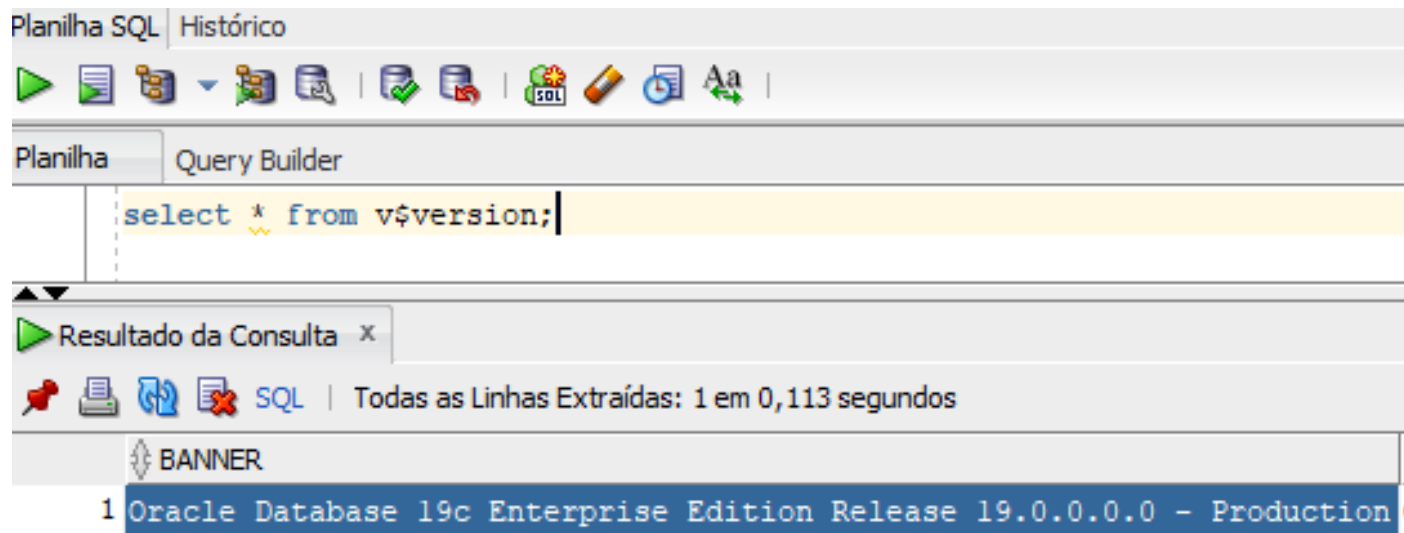 Planilha SQL Histórico
SQL Aa
Planilha Query Builder
select * from v$version;
Resultado da Consulta x
SQL | Todas as Linhas Extraídas: 1 em 0,113 segundos
BANNER
1 Oracle Database 19c Enterprise Edition Release 19.0.0.0.0 - Production